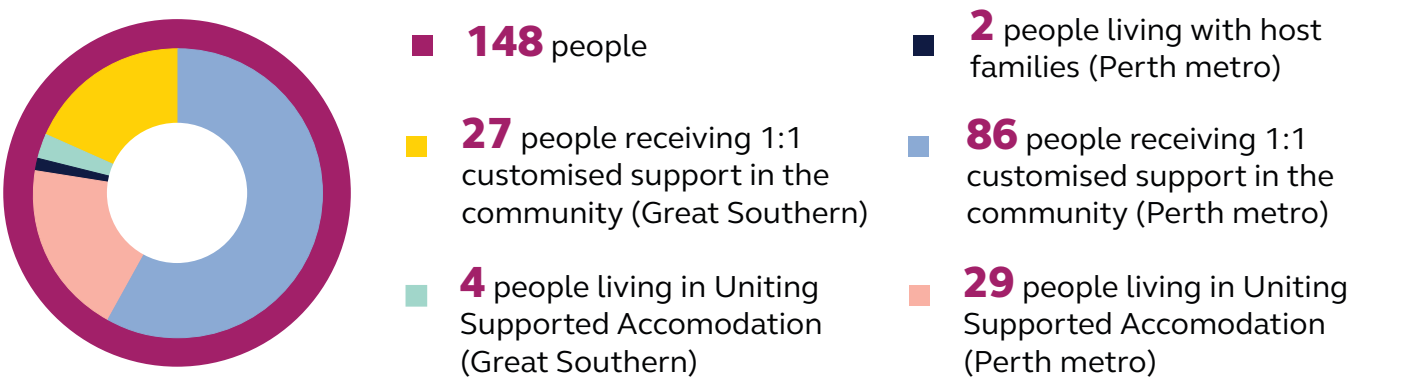 148 people
27 people receiving 1:1
customised support in the
community (Great Southern)
4 people living in Uniting
Supported Accomodation
(Great Southern)
2 people living with host
families (Perth metro)
86 people receiving 1:1
customised support in the
community (Perth metro)
29 people living in Uniting
Supported Accomodation
(Perth metro)